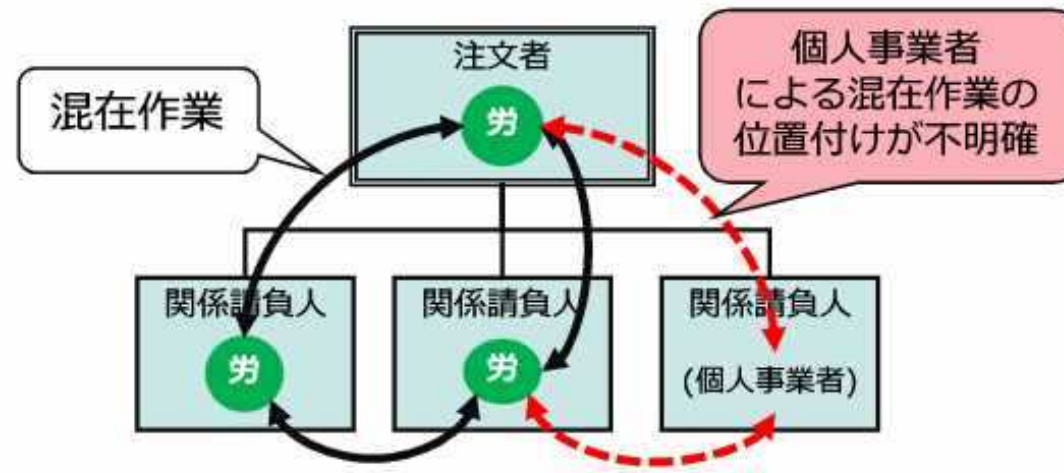 混在作業
注文者
労
個人事業者
による混在作業の
位置付けが不明確
関係請負人
労
関係請負人
労
関係請負人
(個人事業者)